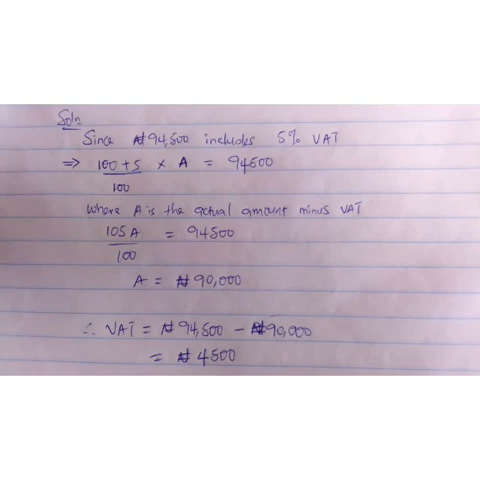 Soln
Since ₦94,500 includes 5% VAT
⇒ 100 + 5 × A = 94500
100
Where A is the actual amount minus VAT
105A = 94500
100
A = ₦90,000
∴ VAT = ₦94,500 – ₦90,000
= ₦4500